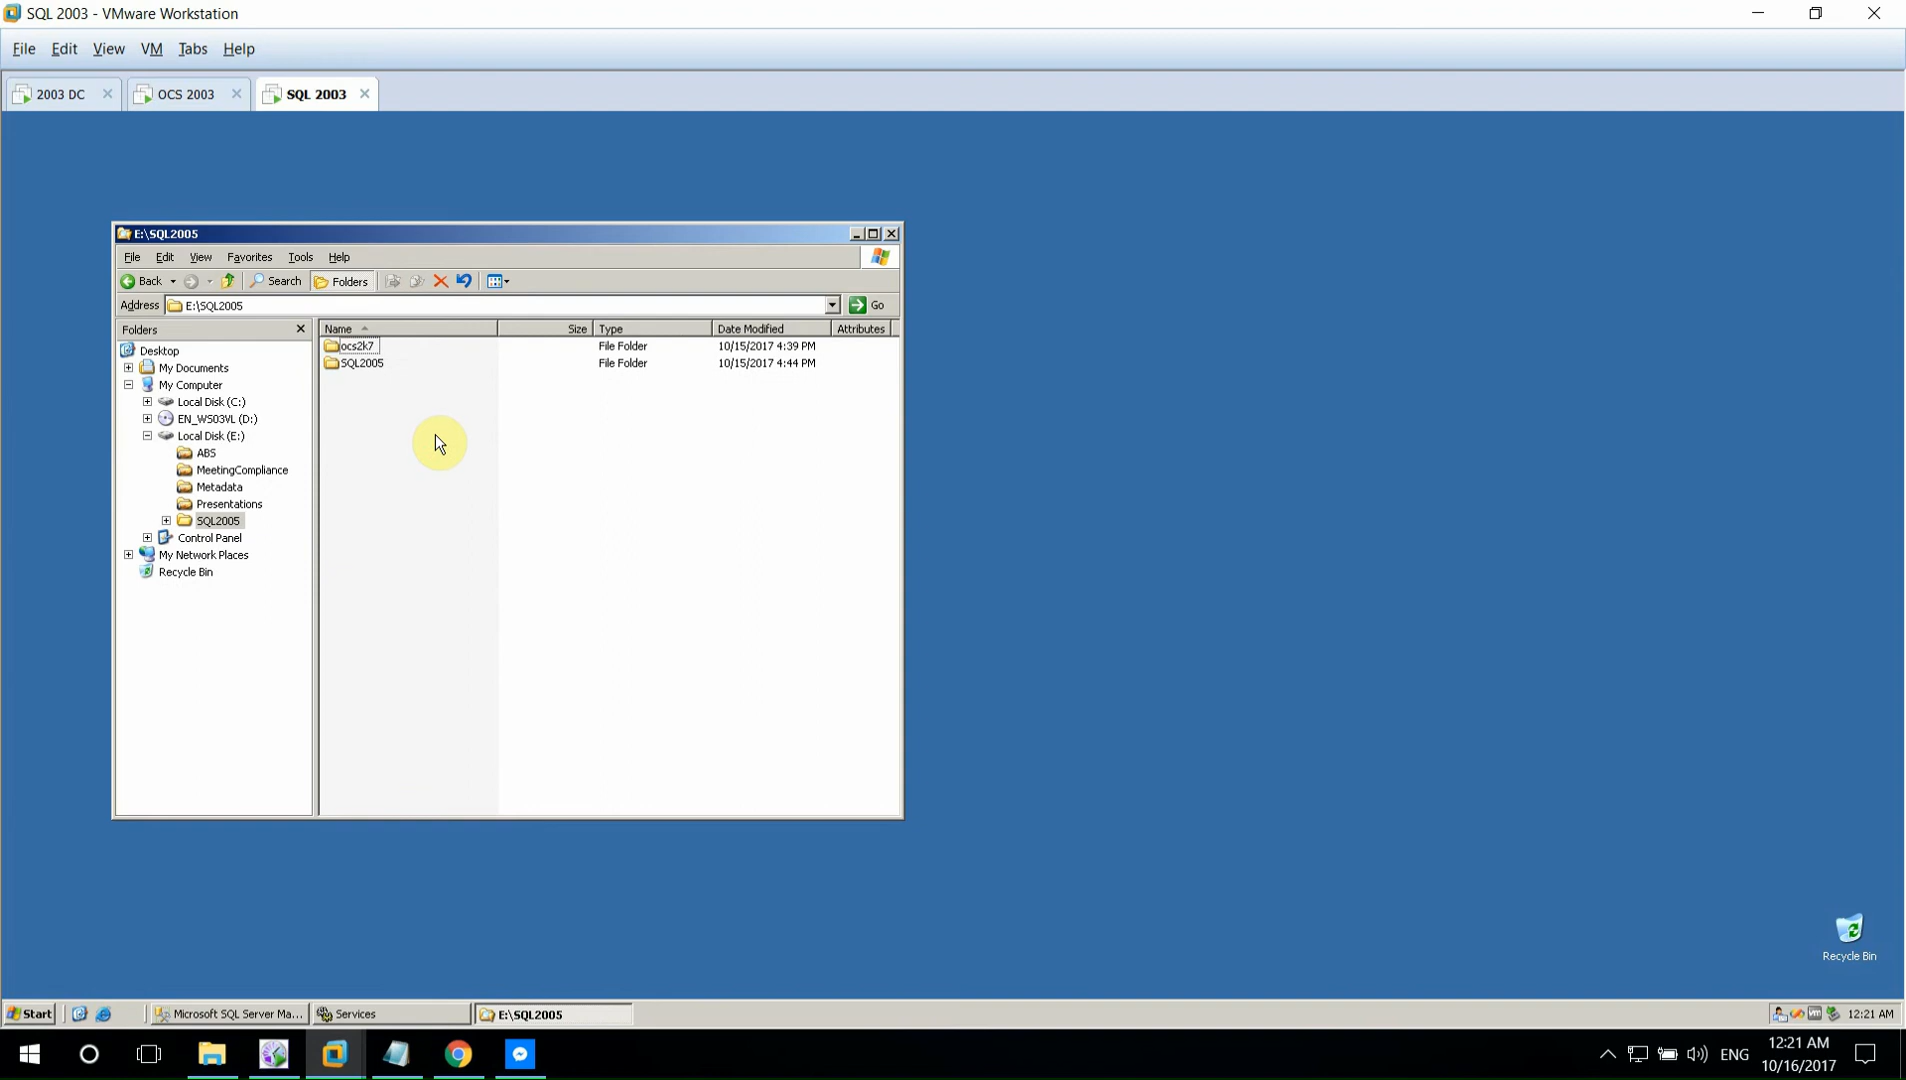 SQL 2003 - VMware Workstation
File Edit View VM Tabs Help
2003 DC OCS 2003 SQL 2003
E:\SQL2005
File Edit View Favorites Tools Help
Back Search Folders
Address E:\SQL2005 Go
Folders
Name Size Type Date Modified Attributes
ocs2k7 File Folder 10/15/2017 4:39 PM
SQL2005 File Folder 10/15/2017 4:44 PM
Desktop
My Documents
My Computer
Local Disk (C:)
EN_WS03VL (D:)
Local Disk (E:)
ABS
MeetingCompliance
Metadata
Presentations
SQL2005
Control Panel
My Network Places
Recycle Bin
Recycle Bin
Start Microsoft SQL Server Ma... Services E:\SQL2005 12:21 AM
ENG 12:21 AM
10/16/2017